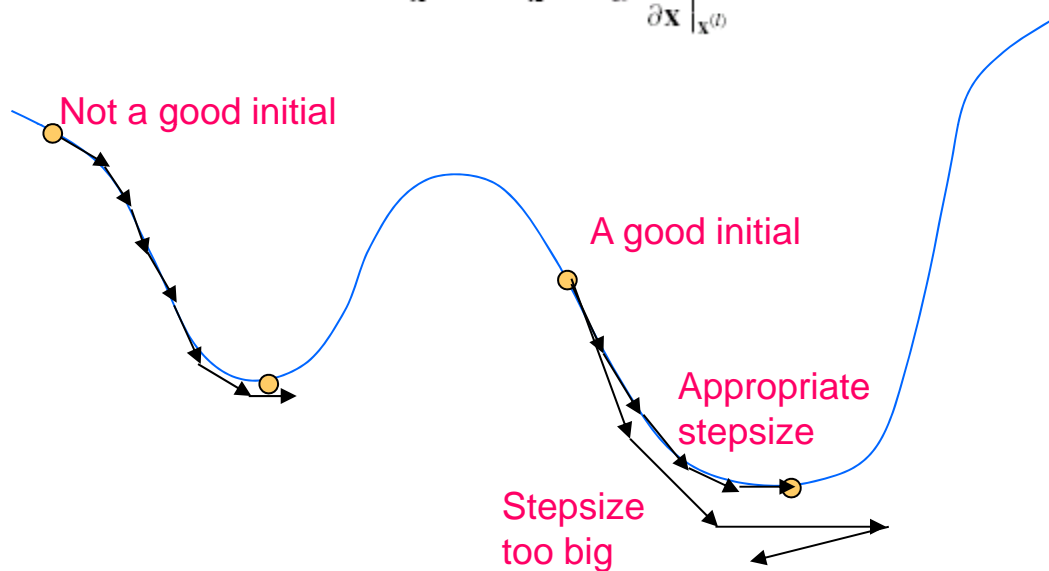 ∂x |x(l)
Not a good initial
A good initial
Appropriate
stepsize
Stepsize
too big